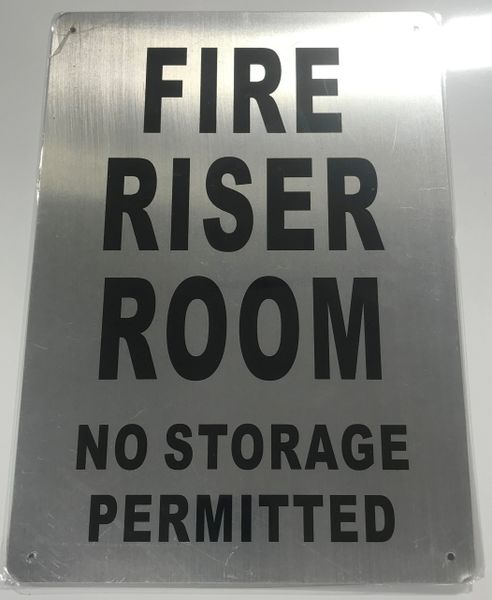 FIRE
RISER
ROOM
NO STORAGE
PERMITTED